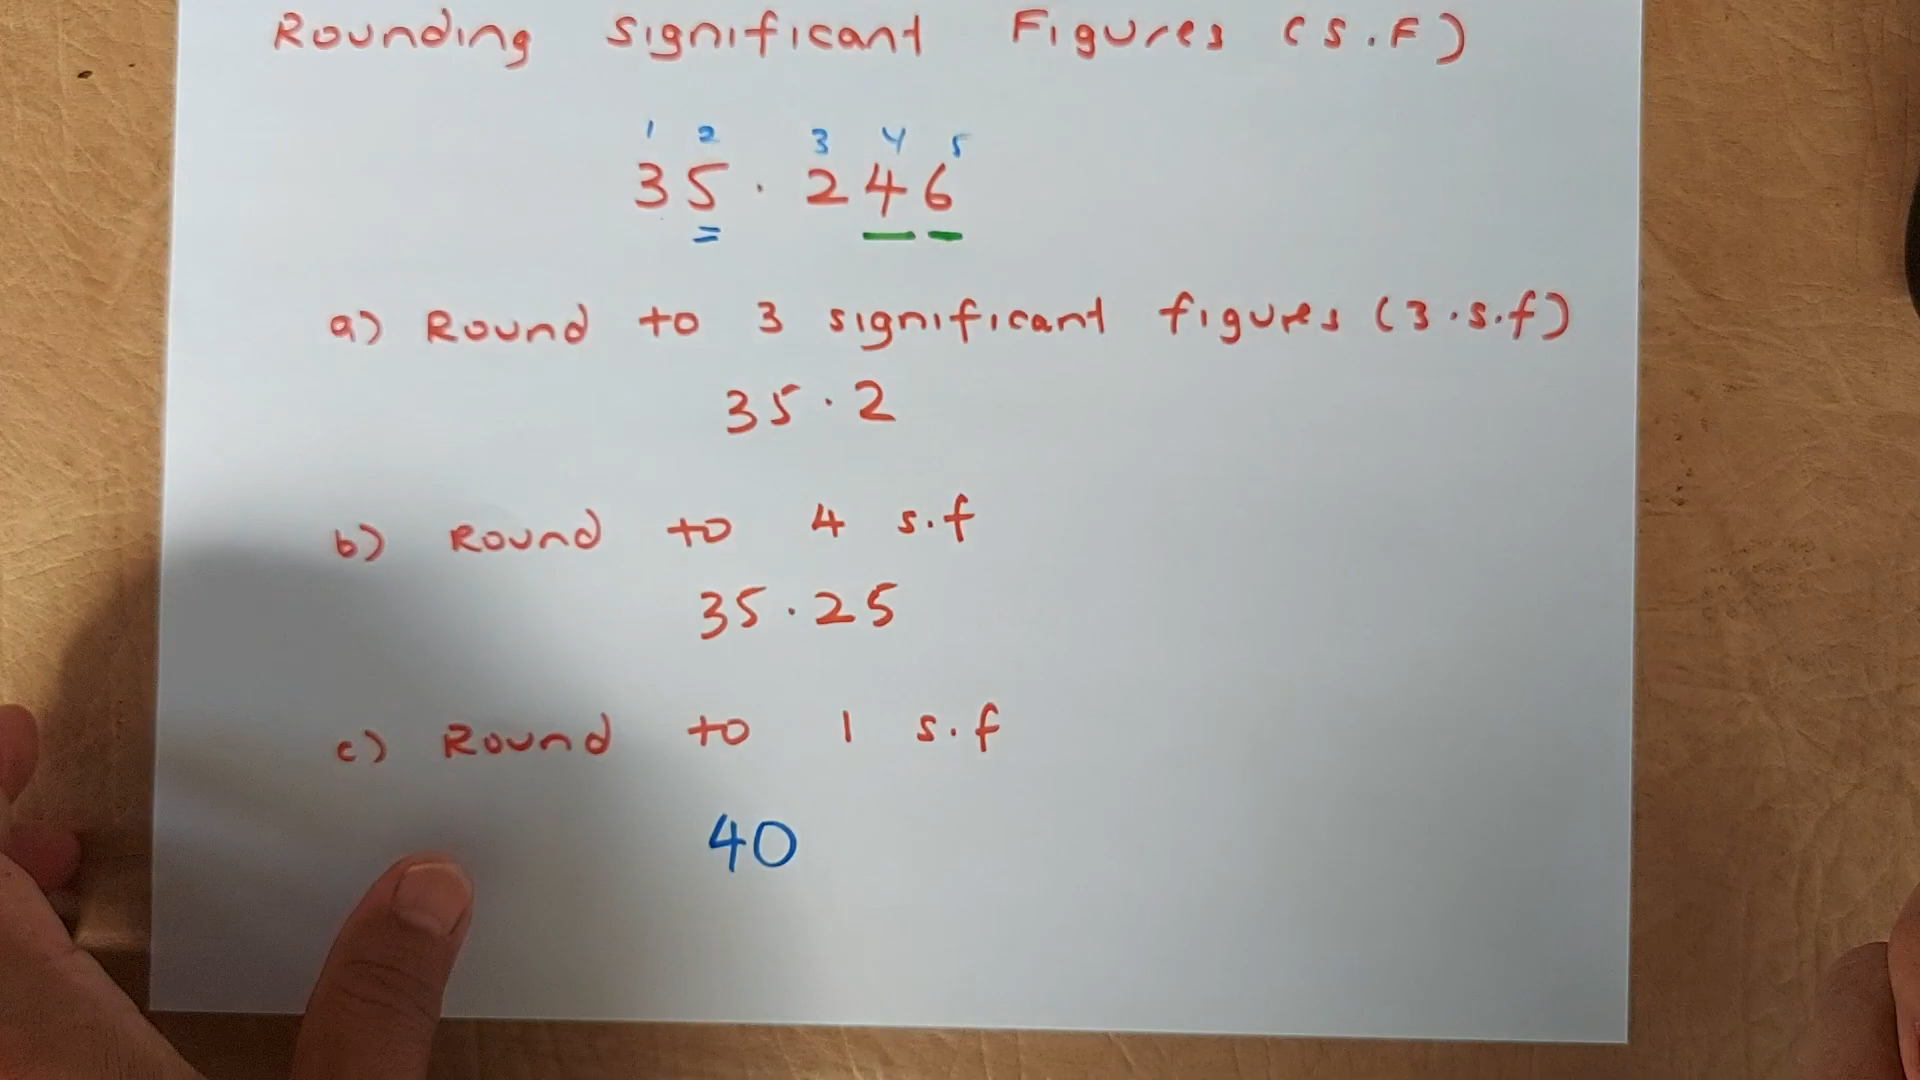 Rounding Significant Figures (S.F)
1 2 3 4 5
35.246
a) Round to 3 significant figures (3.s.f)
35.2
b) Round to 4 s.f
35.25
c) Round to 1 s.f
40